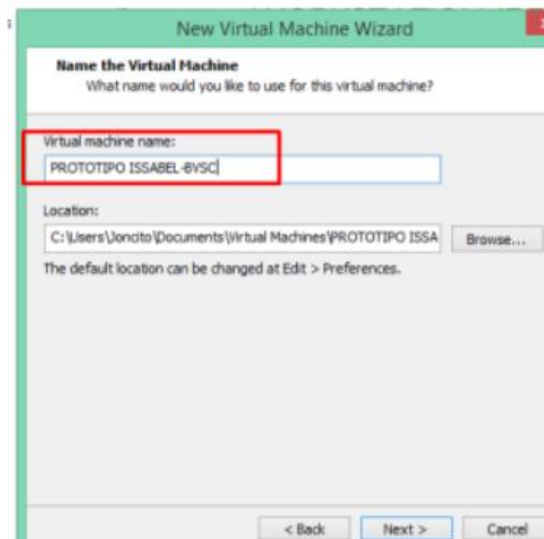 New Virtual Machine Wizard
Name the Virtual Machine
What name would you like to use for this virtual machine?
Virtual machine name:
PROTOTIPO ISSABEL-BVSC
Location:
C:\Users\Joncito\Documents\Virtual Machines\PROTOTIPO ISSA
Browse...
The default location can be changed at Edit > Preferences.
< Back
Next >
Cancel